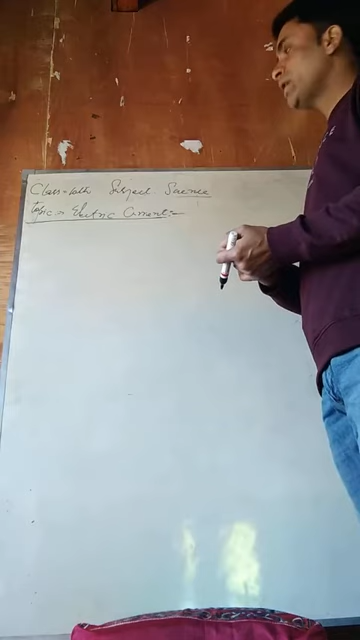 Class = 10th Subject Science
Topic = Electric Current :-